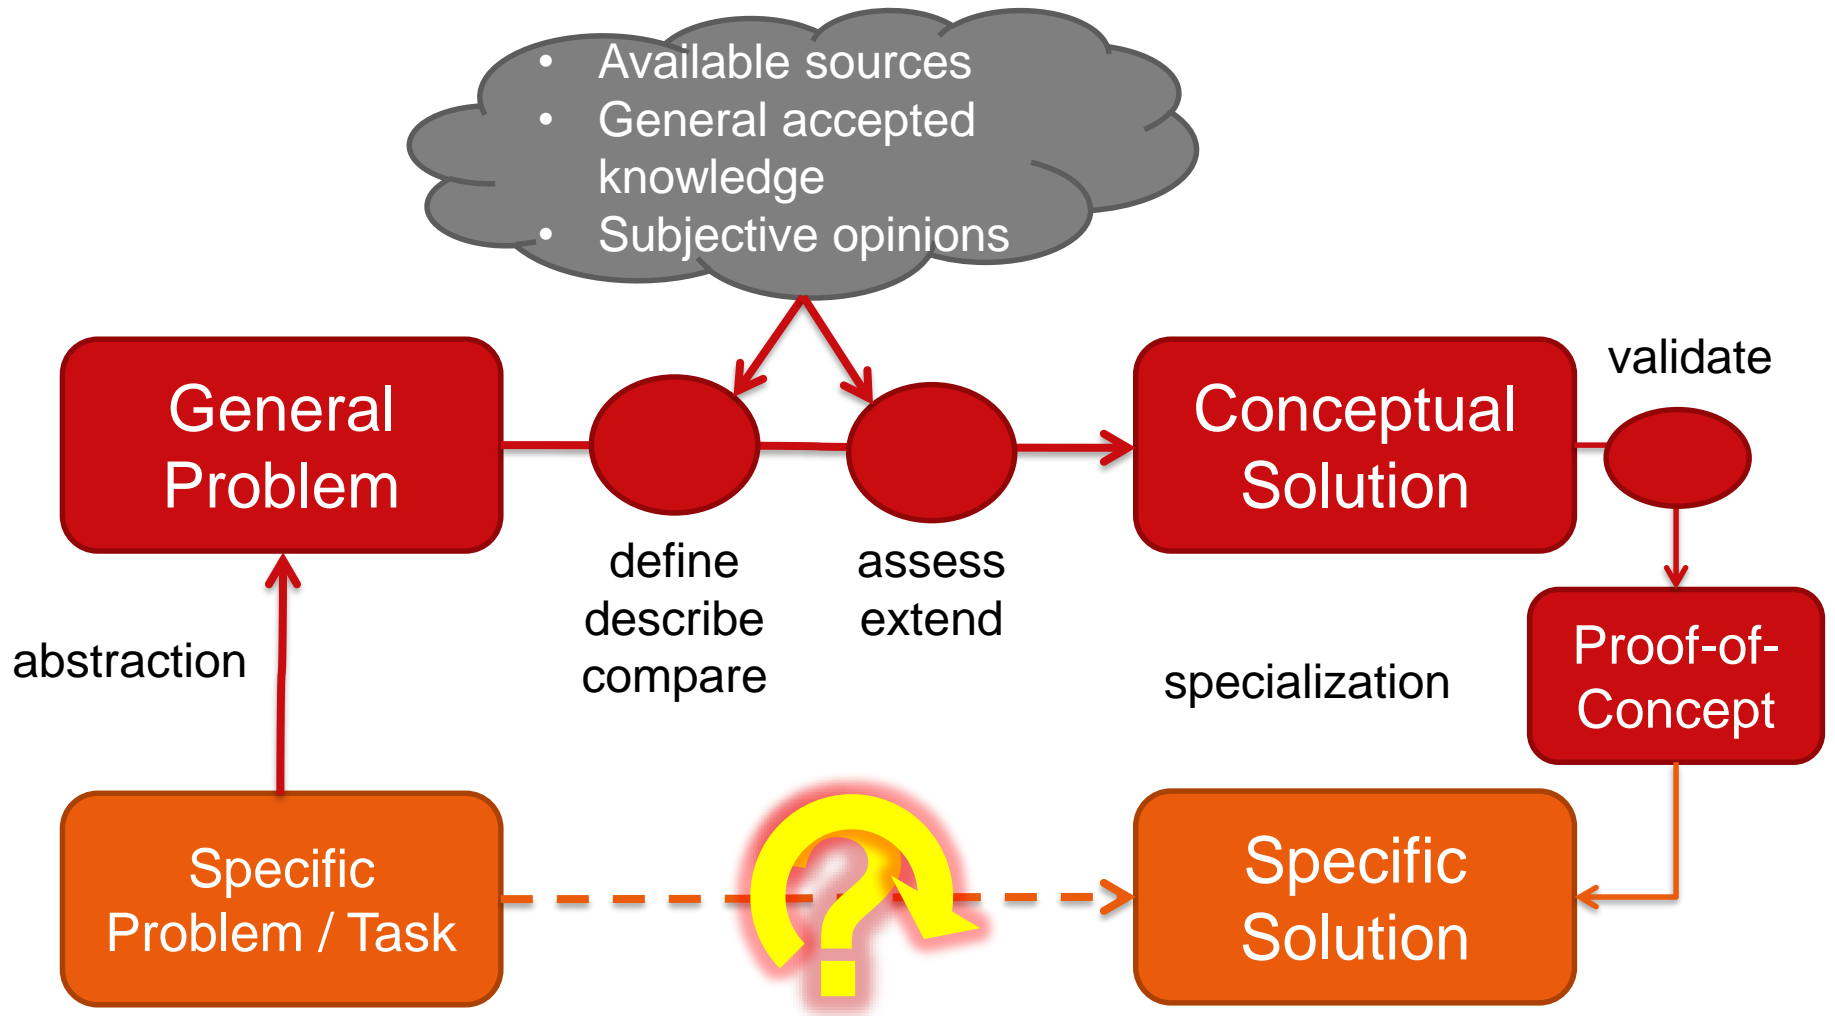 • Available sources
• General accepted
knowledge
• Subjective opinions
General
Problem
Conceptual
Solution
validate
define
describe
compare
assess
extend
abstraction
specialization
Proof-of-
Concept
Specific
Problem / Task
?
Specific
Solution